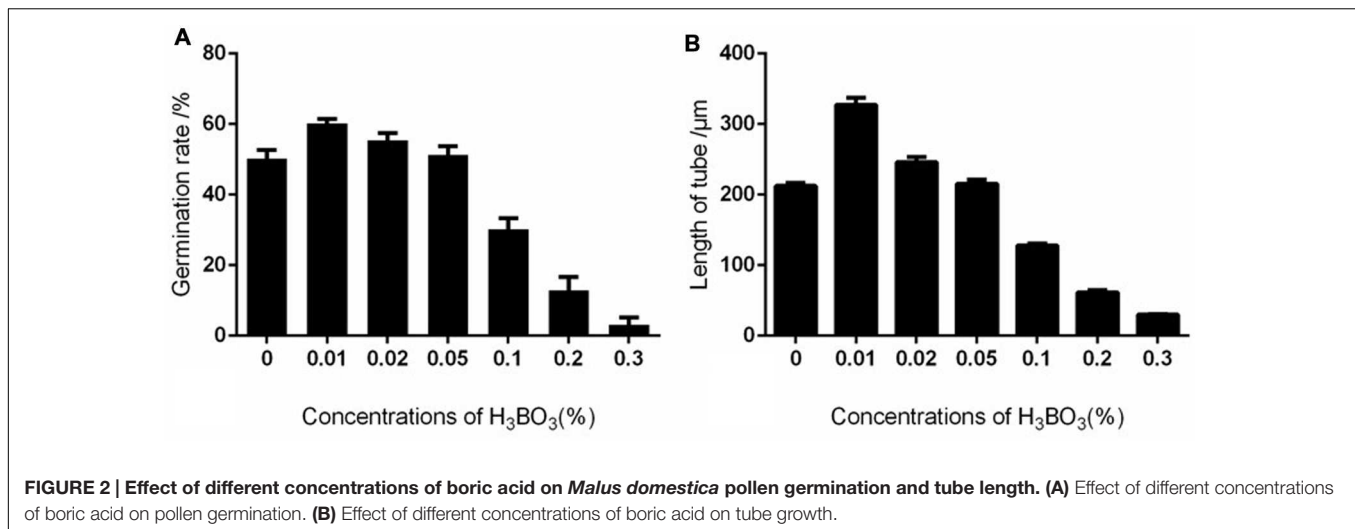 A
80
60
40
20
0
Germination rate /%
0 0.01 0.02 0.05 0.1 0.2 0.3
Concentrations of H₃BO₃(%)
B
400
300
200
100
0
Length of tube /µm
0 0.01 0.02 0.05 0.1 0.2 0.3
Concentrations of H₃BO₃(%)
FIGURE 2 | Effect of different concentrations of boric acid on Malus domestica pollen germination and tube length. (A) Effect of different concentrations
of boric acid on pollen germination. (B) Effect of different concentrations of boric acid on tube growth.